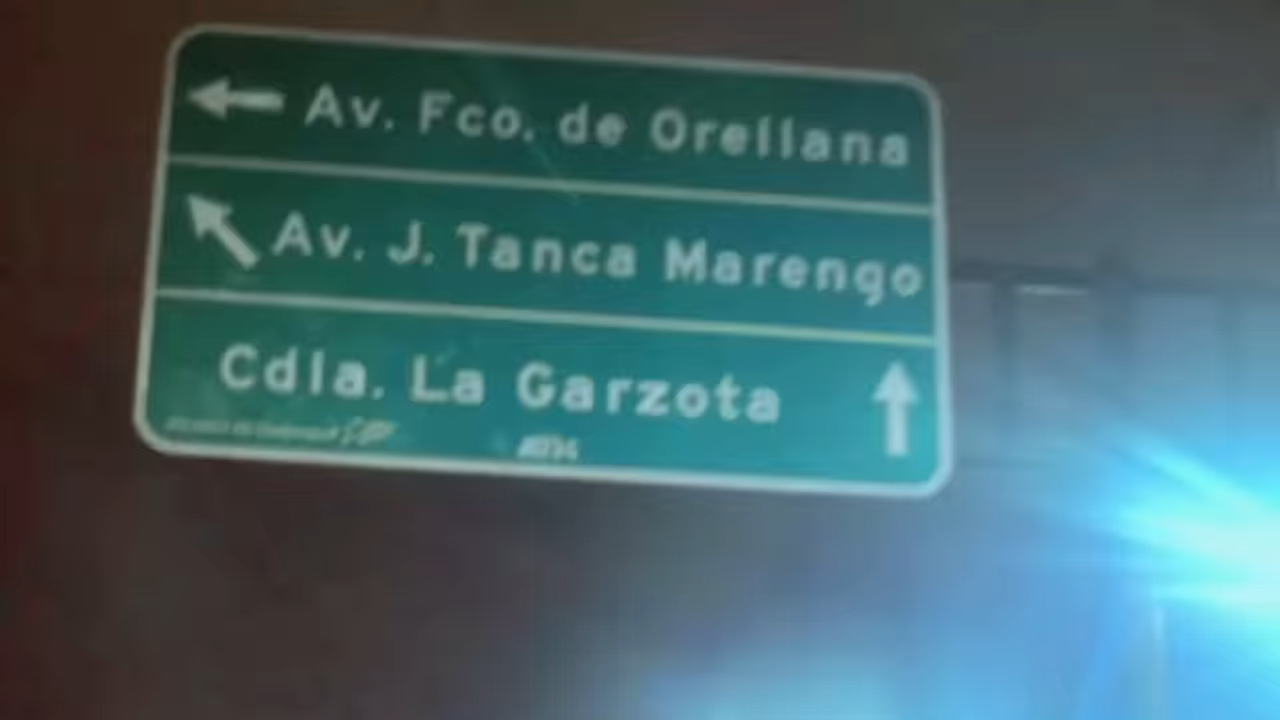 Av. Fco. de Orellana
Av. J. Tanca Marengo
Cdla. La Garzota